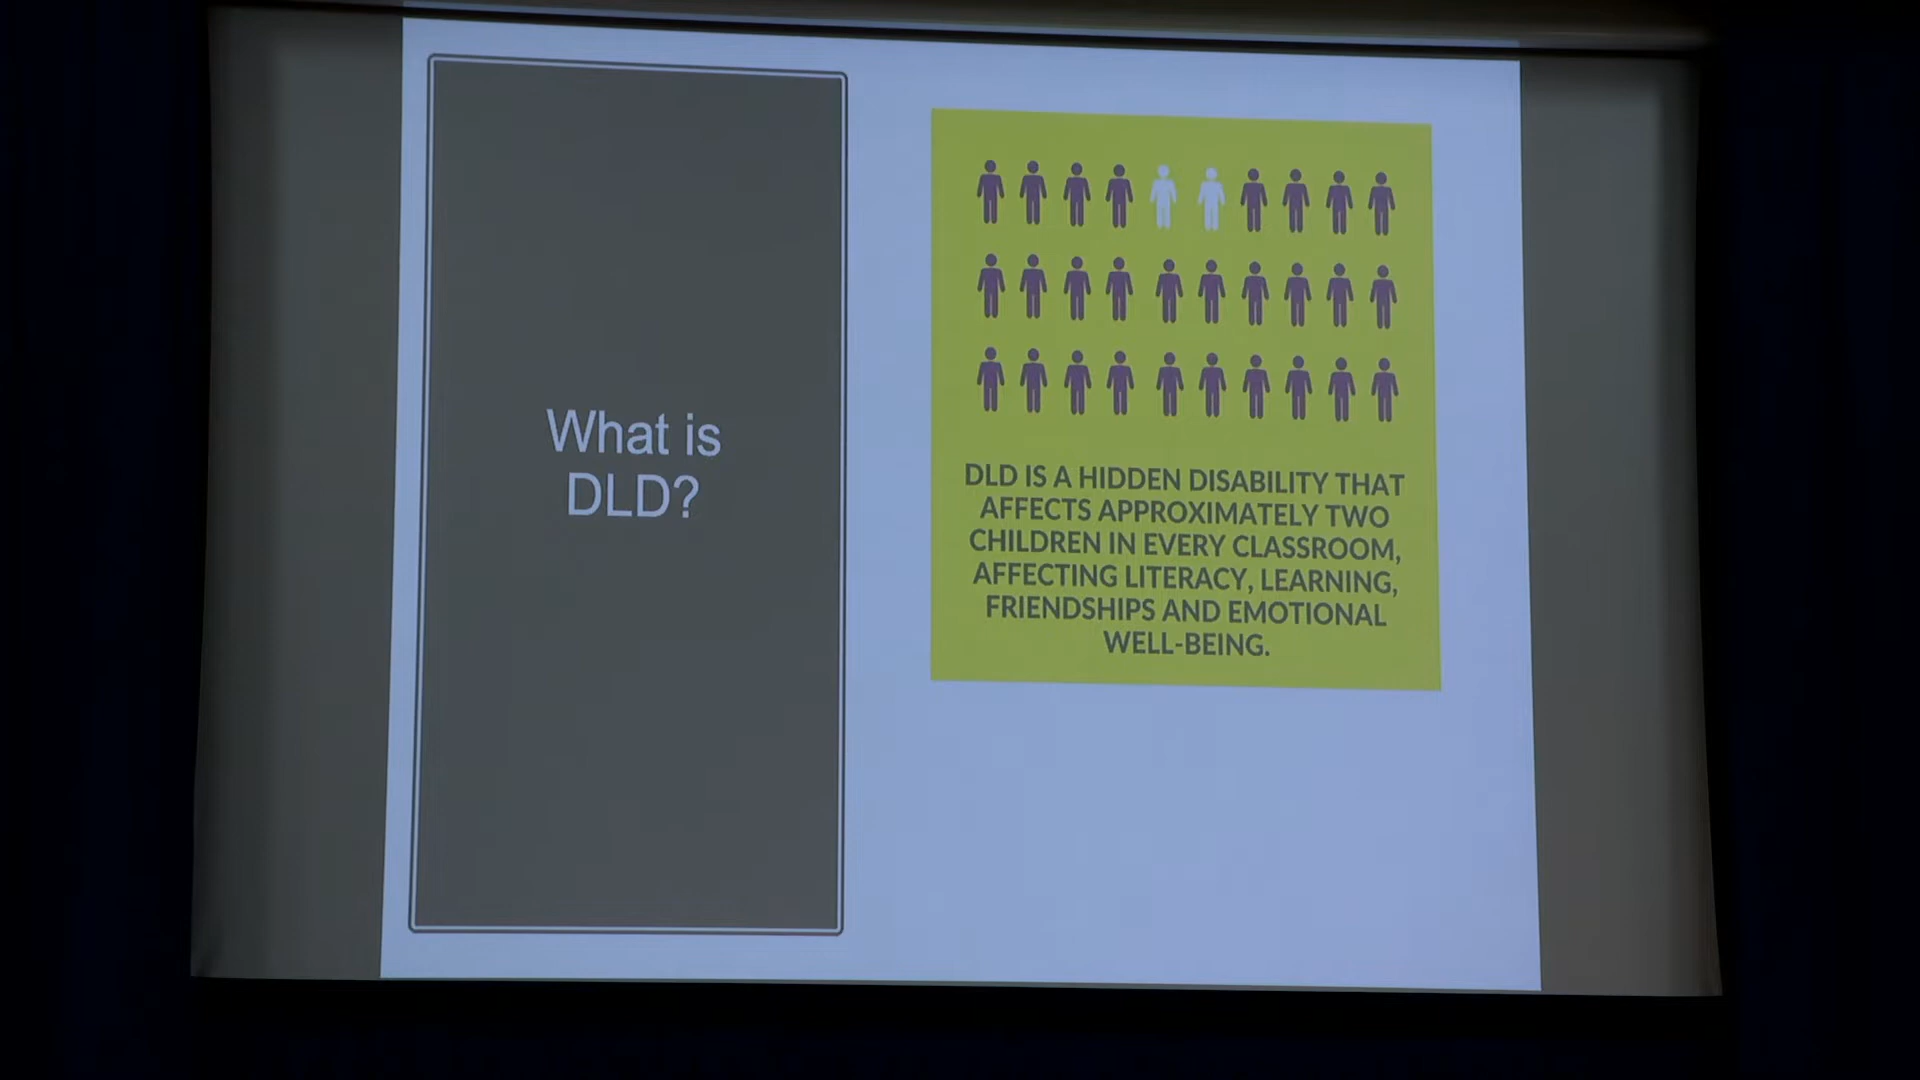 What is
DLD?
DLD IS A HIDDEN DISABILITY THAT
AFFECTS APPROXIMATELY TWO
CHILDREN IN EVERY CLASSROOM,
AFFECTING LITERACY, LEARNING,
FRIENDSHIPS AND EMOTIONAL
WELL-BEING.